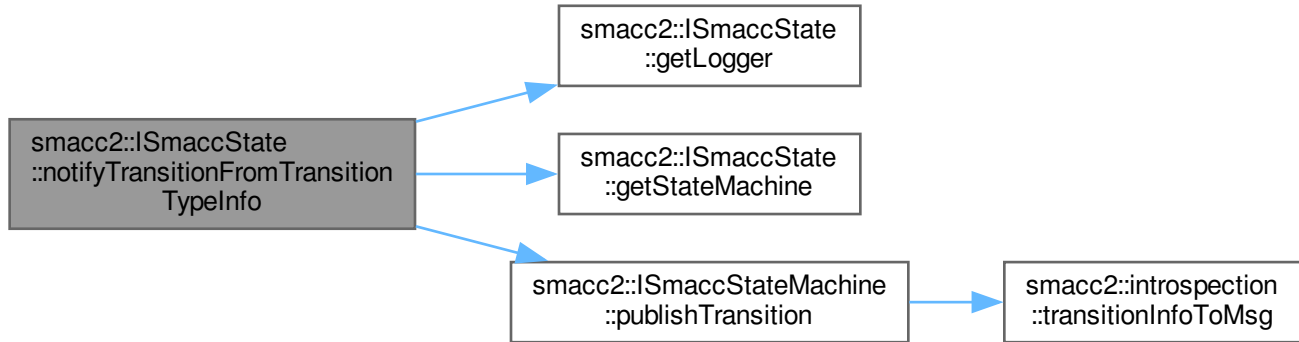 smacc2::ISmaccState
::notifyTransitionFromTransition
TypeInfo
smacc2::ISmaccState
::getLogger
smacc2::ISmaccState
::getStateMachine
smacc2::ISmaccStateMachine
::publishTransition
smacc2::introspection
::transitionInfoToMsg